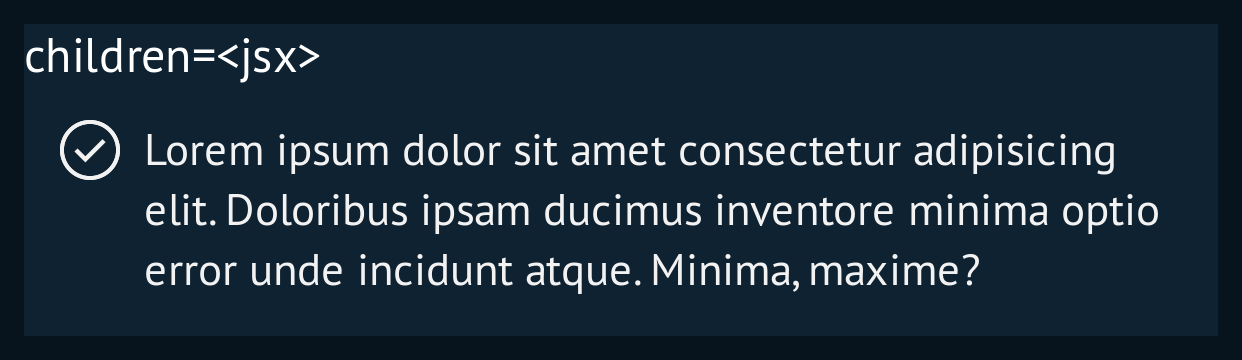 children=<jsx>
Lorem ipsum dolor sit amet consectetur adipisicing
elit. Doloribus ipsam ducimus inventore minima optio
error unde incidunt atque. Minima, maxime?